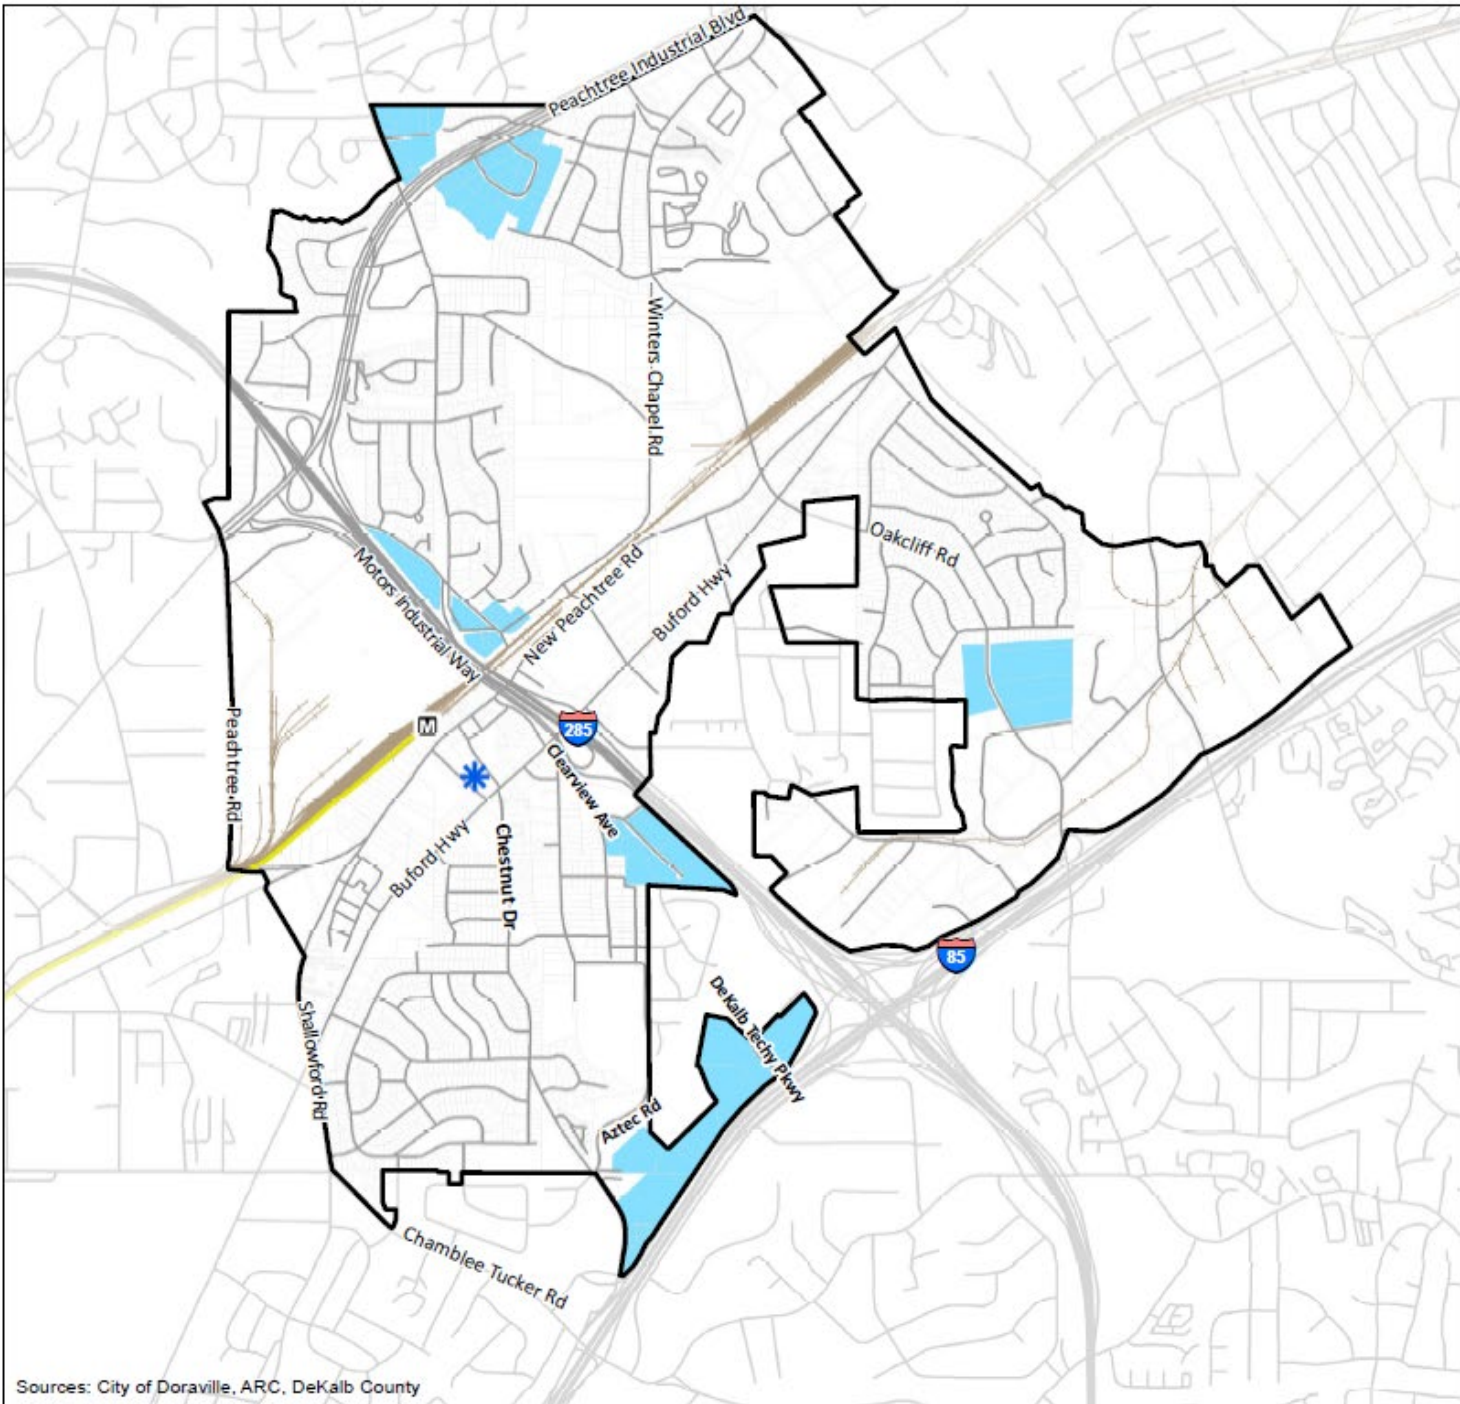 Peachtree Industrial Blvd
Winters Chapel Rd
Oakcliff Rd
Motors Industrial Way
New Peachtree Rd
Buford Hwy
Peachtree Rd
M
285
Clearview Ave
Buford Hwy
Chestnut Dr
85
DeKalb Techy Pkwy
Shallowford Rd
Aztec Rd
Chamblee Tucker Rd
Sources: City of Doraville, ARC, DeKalb County